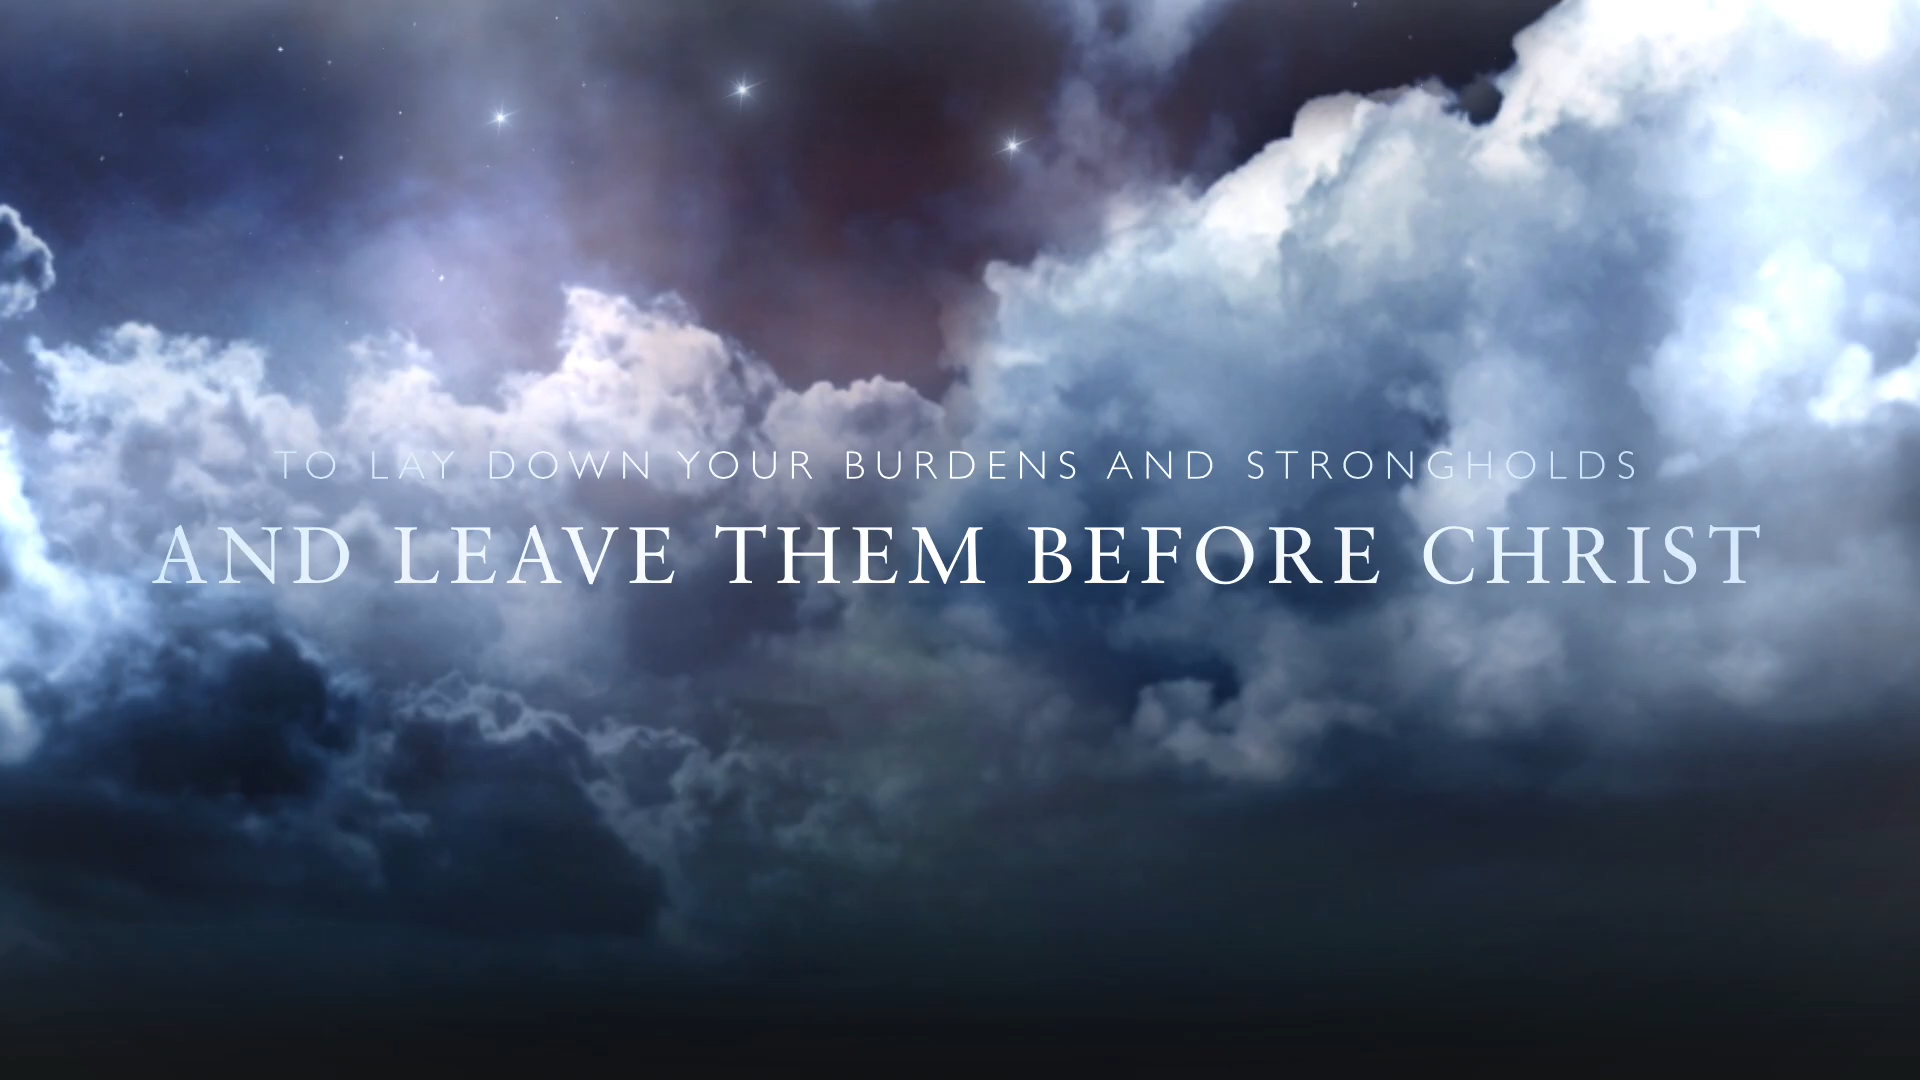 TO LAY DOWN YOUR BURDENS AND STRONGHOLDS
AND LEAVE THEM BEFORE CHRIST